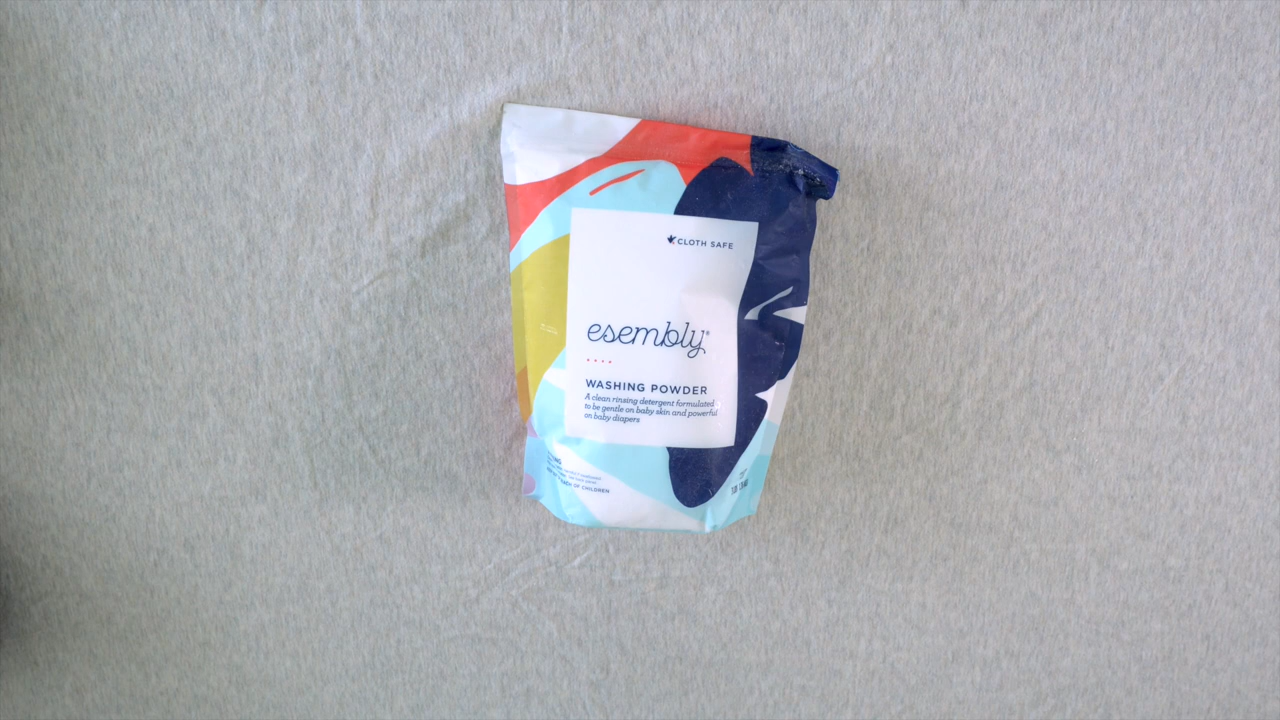 CLOTH SAFE
esembly®
WASHING POWDER
A clean rinsing detergent formulated
to be gentle on baby skin and powerful
on baby diapers
OF CHILDREN